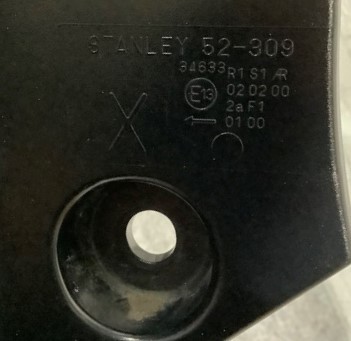 STANLEY 52-309
34633 R1 S1 AR
E13 02 02 00
2a F1
← 01 00
X